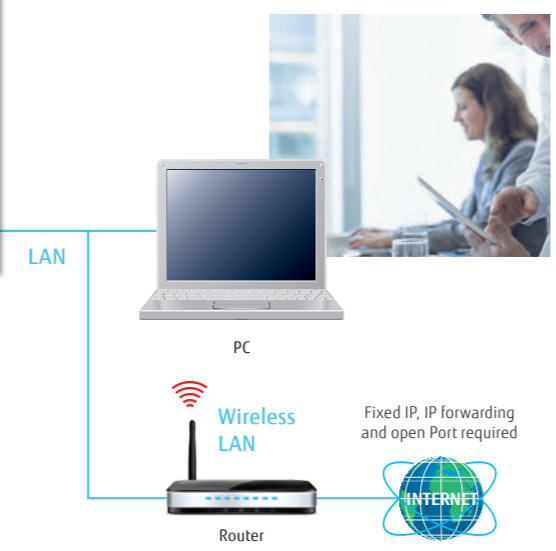 LAN
PC
Wireless
LAN
Fixed IP, IP forwarding
and open Port required
INTERNET
Router